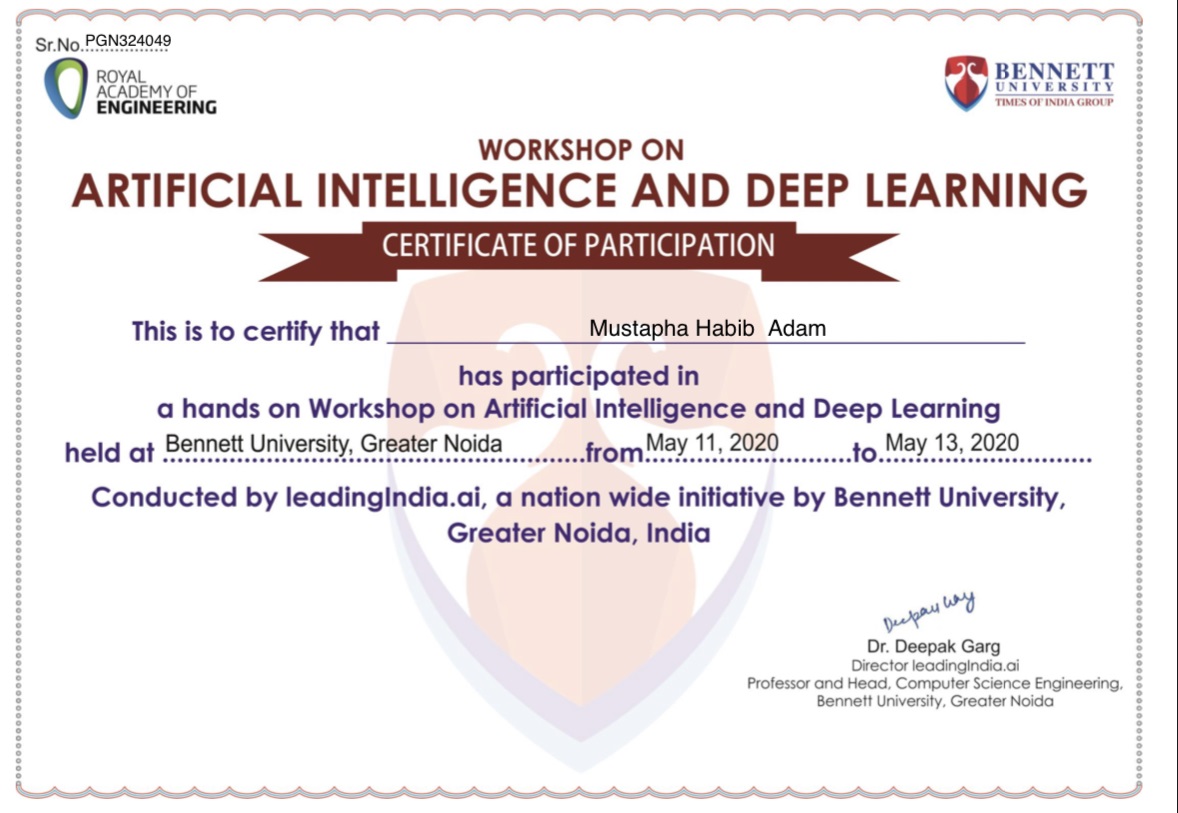 Sr.No. PGN324049
ROYAL
ACADEMY OF
ENGINEERING
BENNETT
UNIVERSITY
TIMES OF INDIA GROUP
WORKSHOP ON
ARTIFICIAL INTELLIGENCE AND DEEP LEARNING
CERTIFICATE OF PARTICIPATION
This is to certify that Mustapha Habib Adam
has participated in
a hands on Workshop on Artificial Intelligence and Deep Learning
held at Bennett University, Greater Noida from May 11, 2020 to May 13, 2020
Conducted by leadingIndia.ai, a nation wide initiative by Bennett University,
Greater Noida, India
Dr. Deepak Garg
Director leadingIndia.ai
Professor and Head, Computer Science Engineering,
Bennett University, Greater Noida